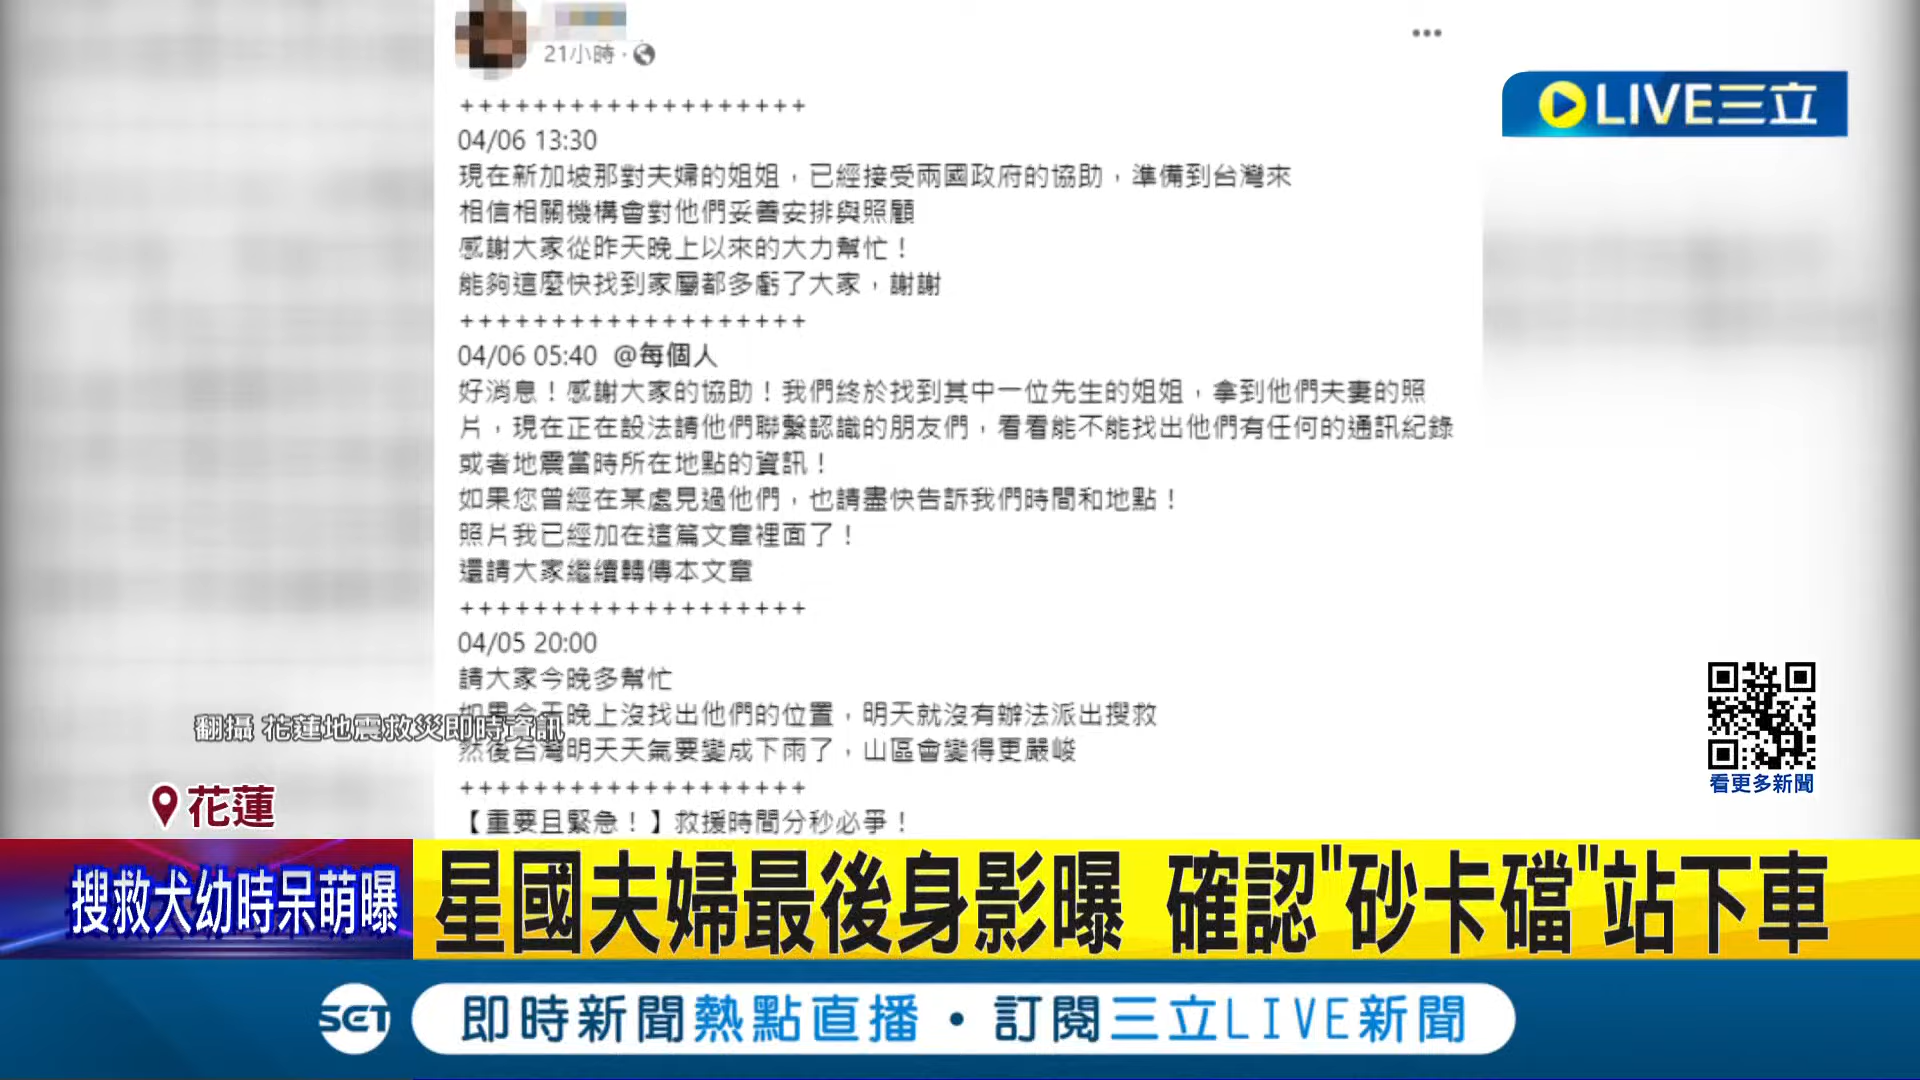 21小時
+++++++++++++++++++
04/06 13:30
現在新加坡那對夫婦的姐姐，已經接受兩國政府的協助，準備到台灣來
相信相關機構會對他們妥善安排與照顧
感謝大家從昨天晚上以來的大力幫忙！
能夠這麼快找到家屬都多虧了大家，謝謝
+++++++++++++++++++
04/06 05:40 @每個人
好消息！感謝大家的協助！我們終於找到其中一位先生的姐姐，拿到他們夫妻的照
片，現在正在設法請他們聯繫認識的朋友們，看看能不能找出他們有任何的通訊紀錄
或者地震當時所在地點的資訊！
如果您曾經在某處見過他們，也請盡快告訴我們時間和地點！
照片我已經加在這篇文章裡面了！
還請大家繼續轉傳本文章
+++++++++++++++++++
04/05 20:00
請大家今晚多幫忙
如果今天晚上沒找出他們的位置，明天就沒有辦法派出搜救
然後台灣明天天氣要變成下雨了，山區會變得更嚴峻
+++++++++++++++++++
【重要且緊急！】救援時間分秒必爭！
LIVE三立
看更多新聞
翻攝 花蓮地震救災即時資訊
花蓮
搜救犬幼時呆萌曝
星國夫婦最後身影曝 確認"砂卡礑"站下車
SET
即時新聞熱點直播・訂閱三立LIVE新聞